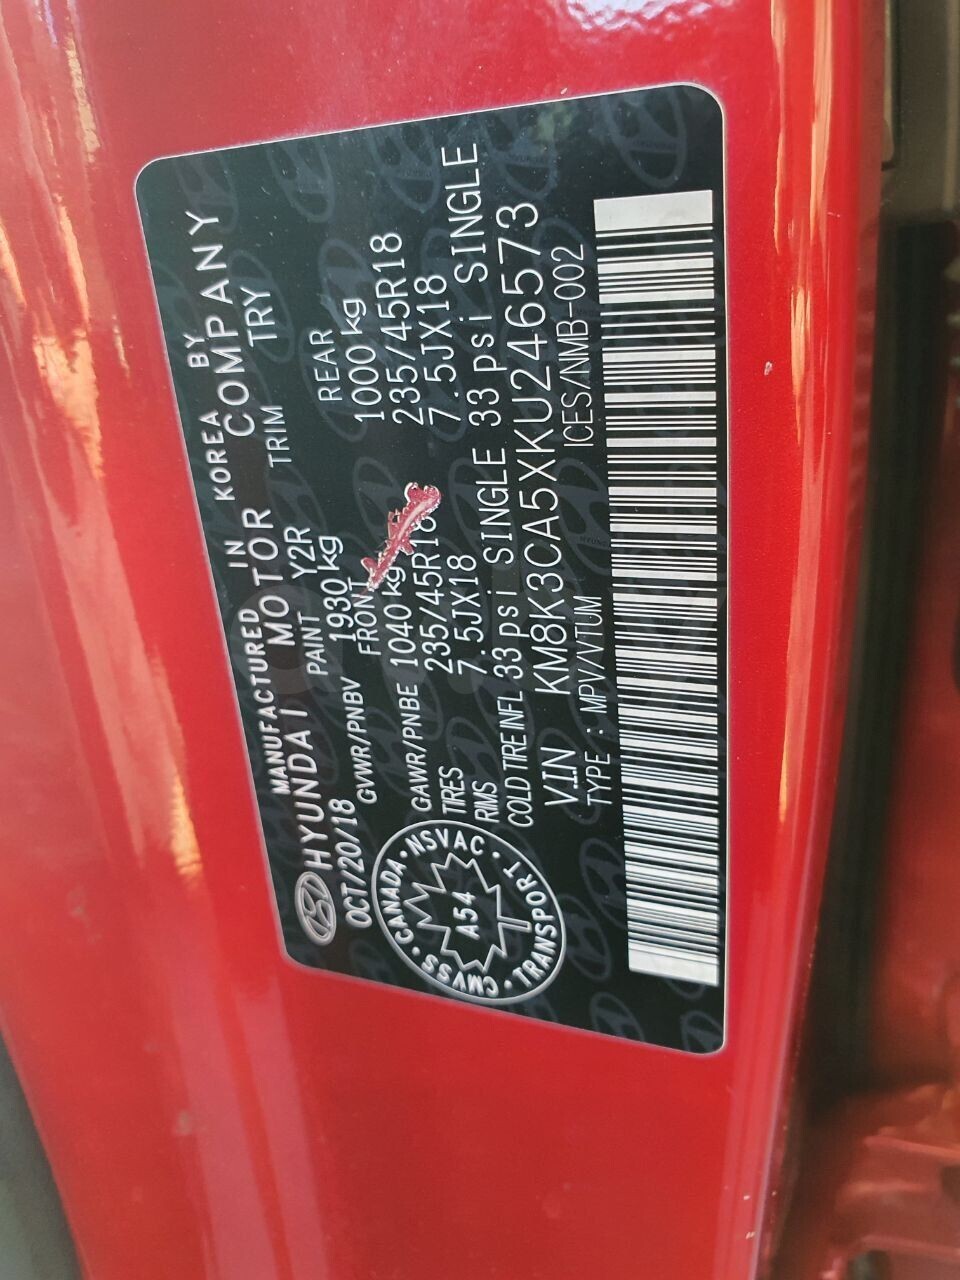 MANUFACTURED IN KOREA BY
HYUNDAI MOTOR COMPANY
OCT/20/18 PAINT Y2R TRIM TRY
GVWR/PNBV 1930 kg
FRONT REAR
GAWR/PNBE 1040 kg 1000 kg
TIRES 235/45R18 235/45R18
RIMS 7.5JX18 7.5JX18
COLD TIRE INFL 33 psi SINGLE 33 psi SINGLE
VIN KM8K3CA5XKU246573
TYPE : MPV/VTUM ICES/NMB-002
CMVSS · CANADA · NSVAC · TRANSPORT ·
A54